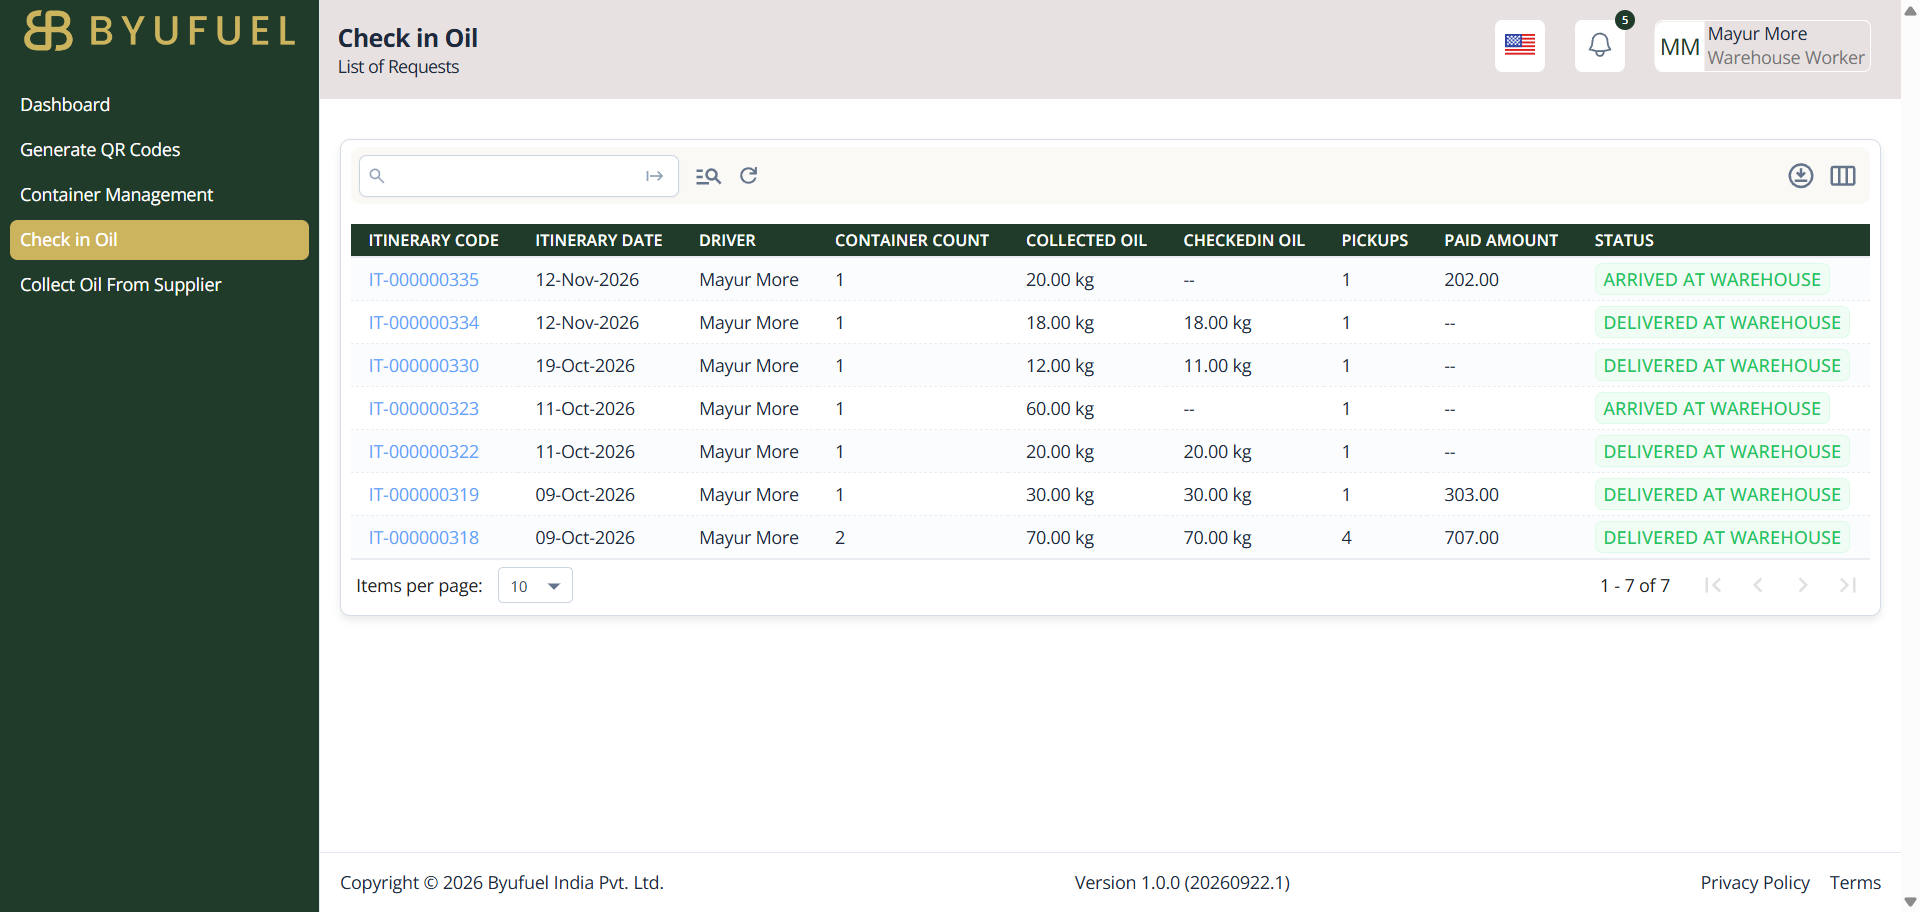 BYUFUEL
Dashboard
Generate QR Codes
Container Management
Check in Oil
Collect Oil From Supplier
Check in Oil
List of Requests
5
MM
Mayur More
Warehouse Worker
ITINERARY CODE ITINERARY DATE DRIVER CONTAINER COUNT COLLECTED OIL CHECKEDIN OIL PICKUPS PAID AMOUNT STATUS
IT-000000335 12-Nov-2026 Mayur More 1 20.00 kg -- 1 202.00 ARRIVED AT WAREHOUSE
IT-000000334 12-Nov-2026 Mayur More 1 18.00 kg 18.00 kg 1 -- DELIVERED AT WAREHOUSE
IT-000000330 19-Oct-2026 Mayur More 1 12.00 kg 11.00 kg 1 -- DELIVERED AT WAREHOUSE
IT-000000323 11-Oct-2026 Mayur More 1 60.00 kg -- 1 -- ARRIVED AT WAREHOUSE
IT-000000322 11-Oct-2026 Mayur More 1 20.00 kg 20.00 kg 1 -- DELIVERED AT WAREHOUSE
IT-000000319 09-Oct-2026 Mayur More 1 30.00 kg 30.00 kg 1 303.00 DELIVERED AT WAREHOUSE
IT-000000318 09-Oct-2026 Mayur More 2 70.00 kg 70.00 kg 4 707.00 DELIVERED AT WAREHOUSE
Items per page: 10 1 - 7 of 7
Copyright © 2026 Byufuel India Pvt. Ltd. Version 1.0.0 (20260922.1) Privacy Policy Terms